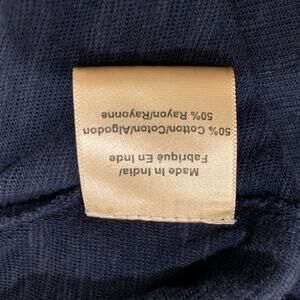 50% Rayon/Rayonne
50% Cotton/Coton/Algodon
Fabriqué En Inde
Made In India/